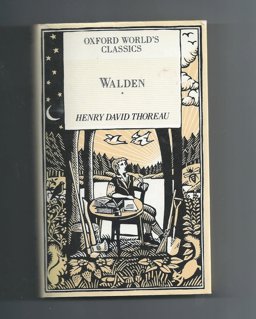 OXFORD WORLD'S
CLASSICS
WALDEN
HENRY DAVID THOREAU